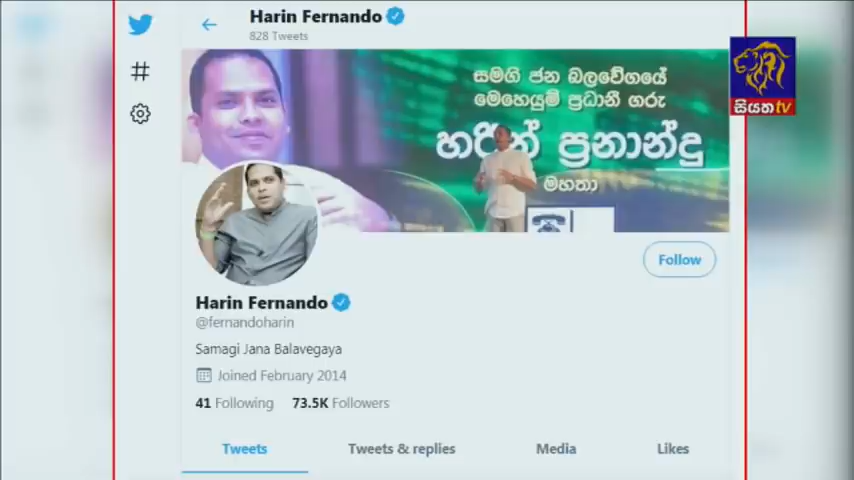 Harin Fernando
828 Tweets
සමගි ජන බලවේගයේ
මෙහෙයුම් ප්‍රධානී ගරු
හරින් ප්‍රනාන්දු
මහතා
සියත tv
Follow
Harin Fernando
@fernandoharin
Samagi Jana Balavegaya
Joined February 2014
41 Following 73.5K Followers
Tweets Tweets & replies Media Likes